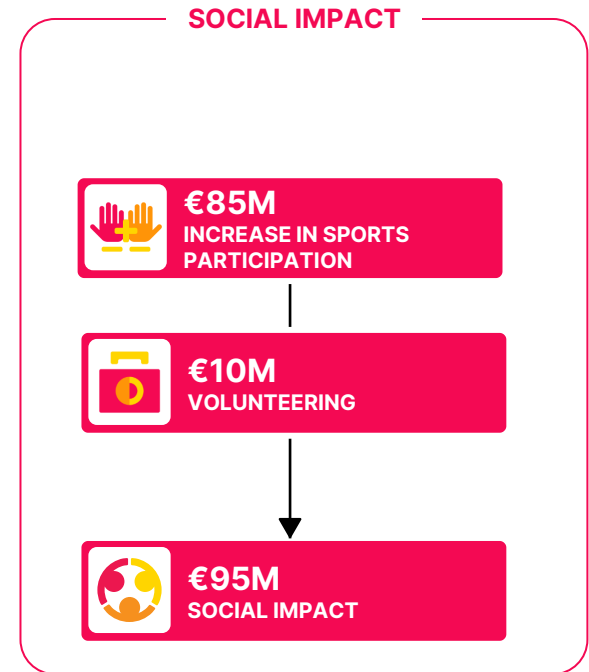 SOCIAL IMPACT
€85M
INCREASE IN SPORTS
PARTICIPATION
€10M
VOLUNTEERING
€95M
SOCIAL IMPACT